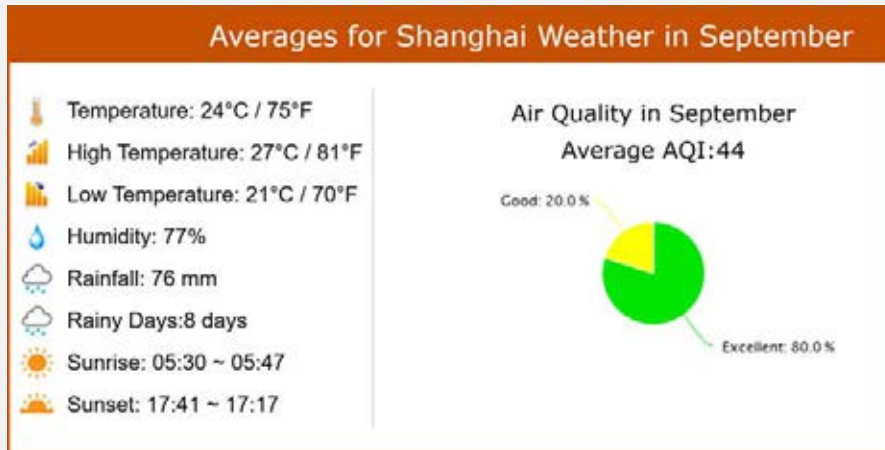 Averages for Shanghai Weather in September
Temperature: 24°C / 75°F
High Temperature: 27°C / 81°F
Low Temperature: 21°C / 70°F
Humidity: 77%
Rainfall: 76 mm
Rainy Days:8 days
Sunrise: 05:30 ~ 05:47
Sunset: 17:41 ~ 17:17
Air Quality in September
Average AQI:44
Good: 20.0 %
Excellent: 80.0 %